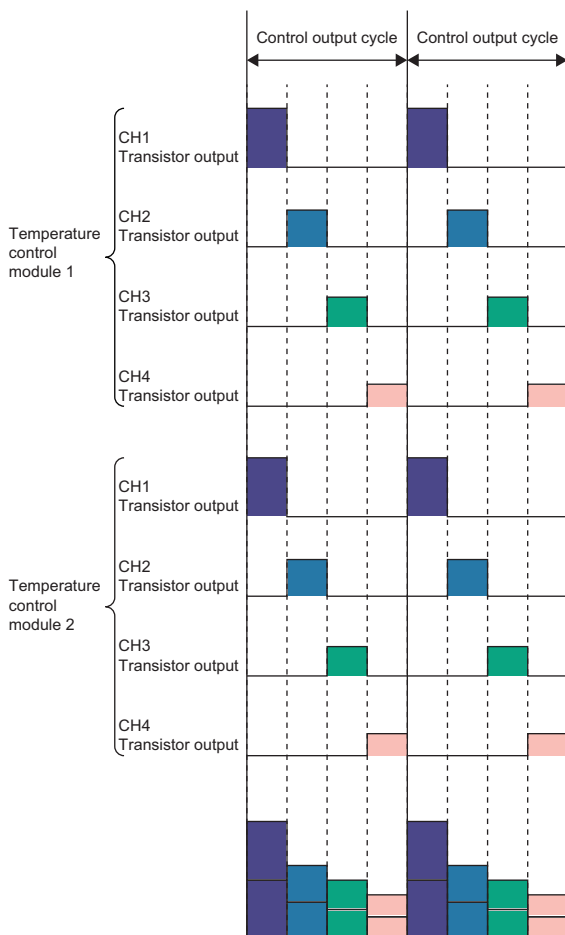 Control output cycle
Control output cycle
CH1
Transistor output
CH2
Transistor output
Temperature
control
module 1
CH3
Transistor output
CH4
Transistor output
CH1
Transistor output
CH2
Transistor output
Temperature
control
module 2
CH3
Transistor output
CH4
Transistor output